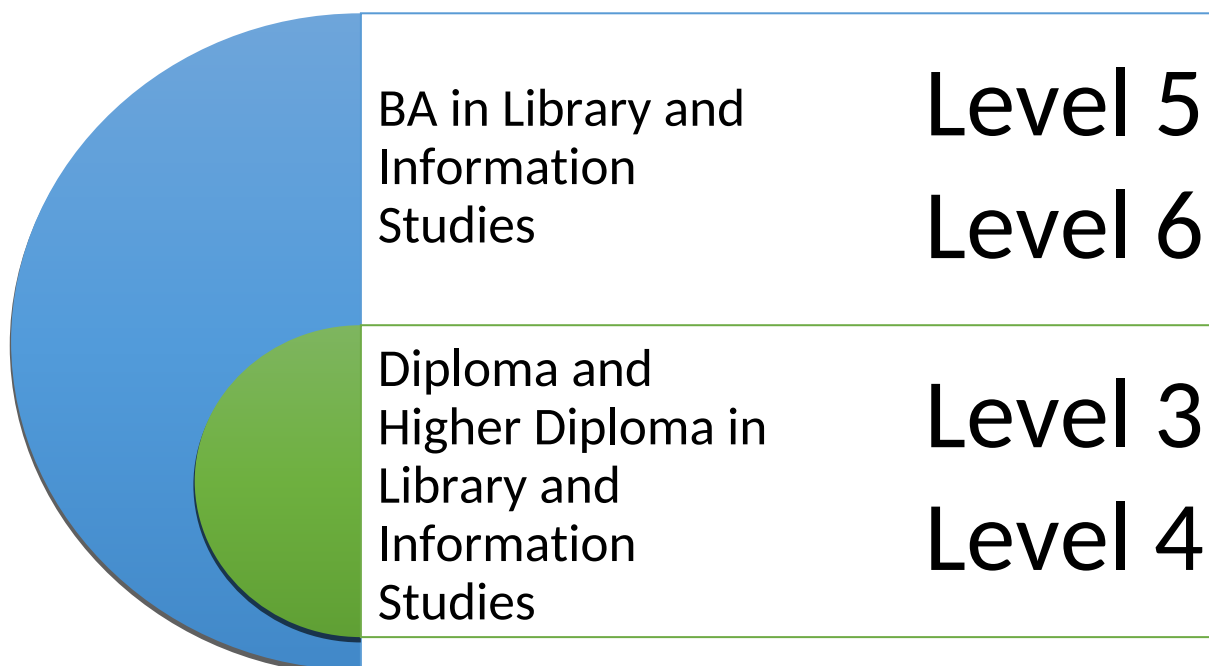 BA in Library and
Information
Studies
Level 5
Level 6
Diploma and
Higher Diploma in
Library and
Information
Studies
Level 3
Level 4